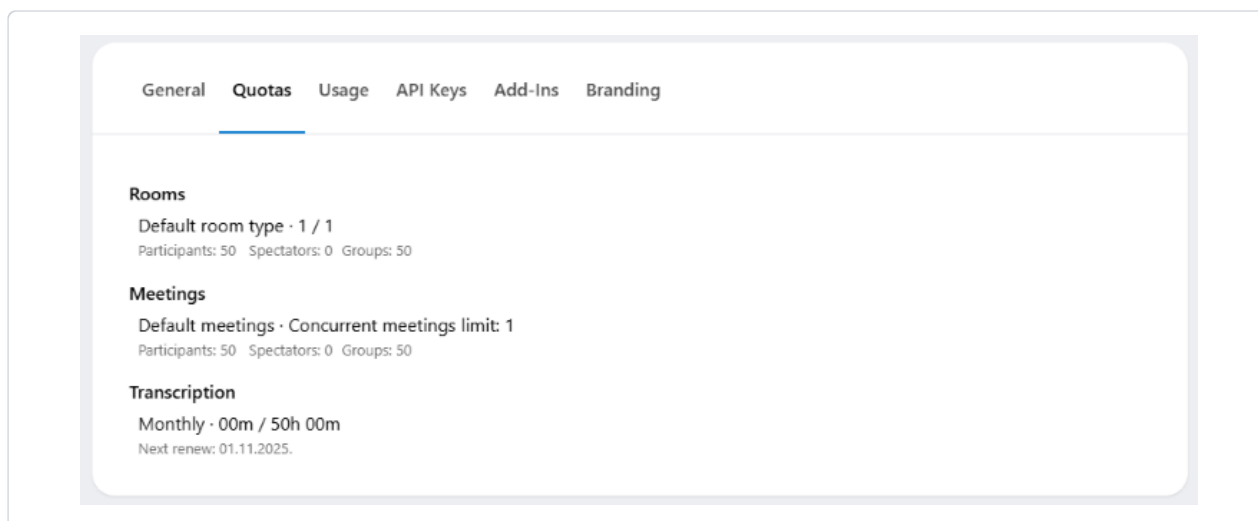 General Quotas Usage API Keys Add-Ins Branding
Rooms
Default room type · 1 / 1
Participants: 50 Spectators: 0 Groups: 50
Meetings
Default meetings · Concurrent meetings limit: 1
Participants: 50 Spectators: 0 Groups: 50
Transcription
Monthly · 00m / 50h 00m
Next renew: 01.11.2025.